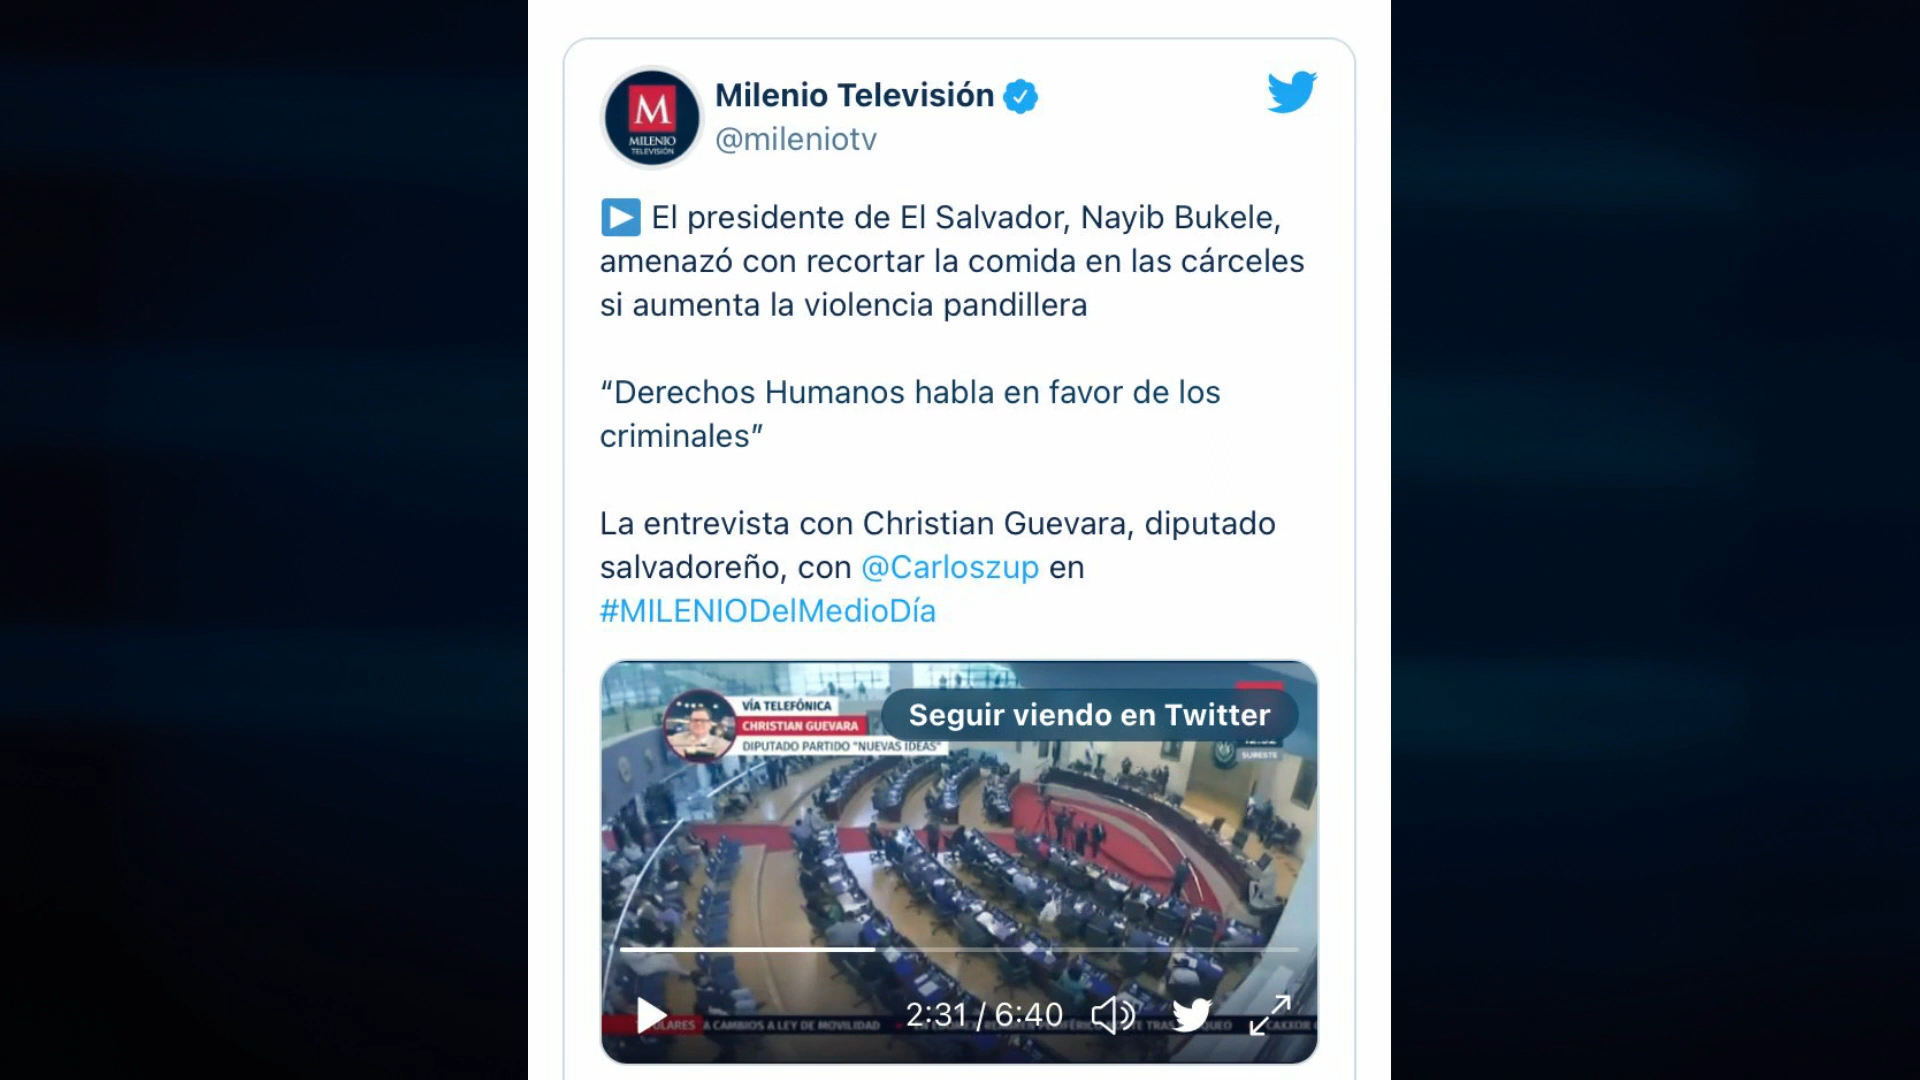 Milenio Televisión
@mileniotv
M
MILENIO
TELEVISIÓN
El presidente de El Salvador, Nayib Bukele,
amenazó con recortar la comida en las cárceles
si aumenta la violencia pandillera
“Derechos Humanos habla en favor de los
criminales”
La entrevista con Christian Guevara, diputado
salvadoreño, con @Carloszup en
#MILENIODelMedioDía
VÍA TELEFÓNICA
CHRISTIAN GUEVARA
DIPUTADO PARTIDO "NUEVAS IDEAS"
Seguir viendo en Twitter
SURESTE
2:31 / 6:40
A CAMBIOS A LEY DE MOVILIDAD